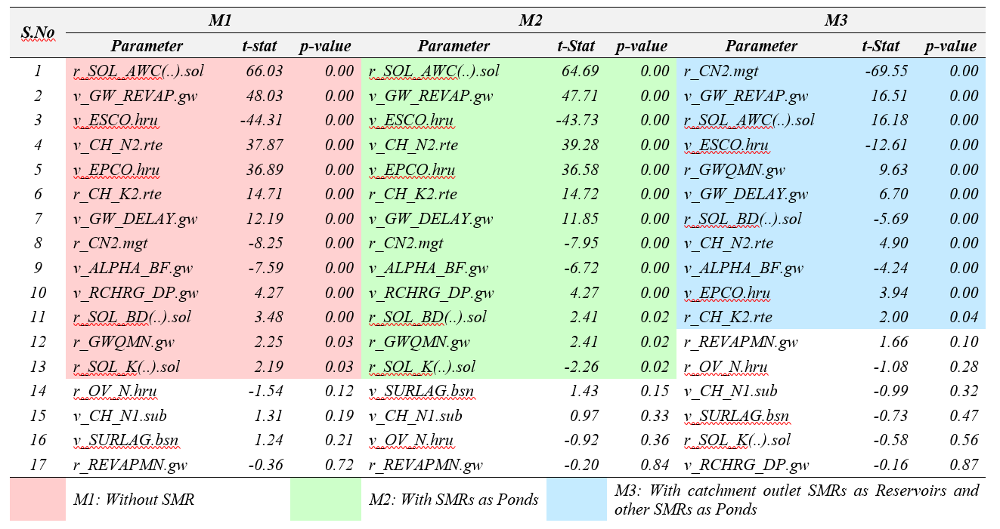 S.No M1 M2 M3
Parameter t-stat p-value Parameter t-Stat p-value Parameter t-Stat p-value
1 r_SOL_AWC(..).sol 66.03 0.00 r_SOL_AWC(..).sol 64.69 0.00 r_CN2.mgt -69.55 0.00
2 v_GW_REVAP.gw 48.03 0.00 v_GW_REVAP.gw 47.71 0.00 v_GW_REVAP.gw 16.51 0.00
3 v_ESCO.hru -44.31 0.00 v_ESCO.hru -43.73 0.00 r_SOL_AWC(..).sol 16.18 0.00
4 v_CH_N2.rte 37.87 0.00 v_CH_N2.rte 39.28 0.00 v_ESCO.hru -12.61 0.00
5 v_EPCO.hru 36.89 0.00 v_EPCO.hru 36.58 0.00 r_GWQMN.gw 9.63 0.00
6 r_CH_K2.rte 14.71 0.00 r_CH_K2.rte 14.72 0.00 v_GW_DELAY.gw 6.70 0.00
7 v_GW_DELAY.gw 12.19 0.00 v_GW_DELAY.gw 11.85 0.00 r_SOL_BD(..).sol -5.69 0.00
8 r_CN2.mgt -8.25 0.00 r_CN2.mgt -7.95 0.00 v_CH_N2.rte 4.90 0.00
9 v_ALPHA_BF.gw -7.59 0.00 v_ALPHA_BF.gw -6.72 0.00 v_ALPHA_BF.gw -4.24 0.00
10 v_RCHRG_DP.gw 4.27 0.00 v_RCHRG_DP.gw 4.27 0.00 v_EPCO.hru 3.94 0.00
11 r_SOL_BD(..).sol 3.48 0.00 r_SOL_BD(..).sol 2.41 0.02 r_CH_K2.rte 2.00 0.04
12 r_GWQMN.gw 2.25 0.03 r_GWQMN.gw 2.41 0.02 r_REVAPMN.gw 1.66 0.10
13 r_SOL_K(..).sol 2.19 0.03 r_SOL_K(..).sol -2.26 0.02 r_OV_N.hru -1.08 0.28
14 r_OV_N.hru -1.54 0.12 v_SURLAG.bsn 1.43 0.15 v_CH_N1.sub -0.99 0.32
15 v_CH_N1.sub 1.31 0.19 v_CH_N1.sub 0.97 0.33 v_SURLAG.bsn -0.73 0.47
16 v_SURLAG.bsn 1.24 0.21 v_OV_N.hru -0.92 0.36 r_SOL_K(..).sol -0.58 0.56
17 r_REVAPMN.gw -0.36 0.72 r_REVAPMN.gw -0.20 0.84 v_RCHRG_DP.gw -0.16 0.87
M1: Without SMR M2: With SMRs as Ponds M3: With catchment outlet SMRs as Reservoirs and
other SMRs as Ponds